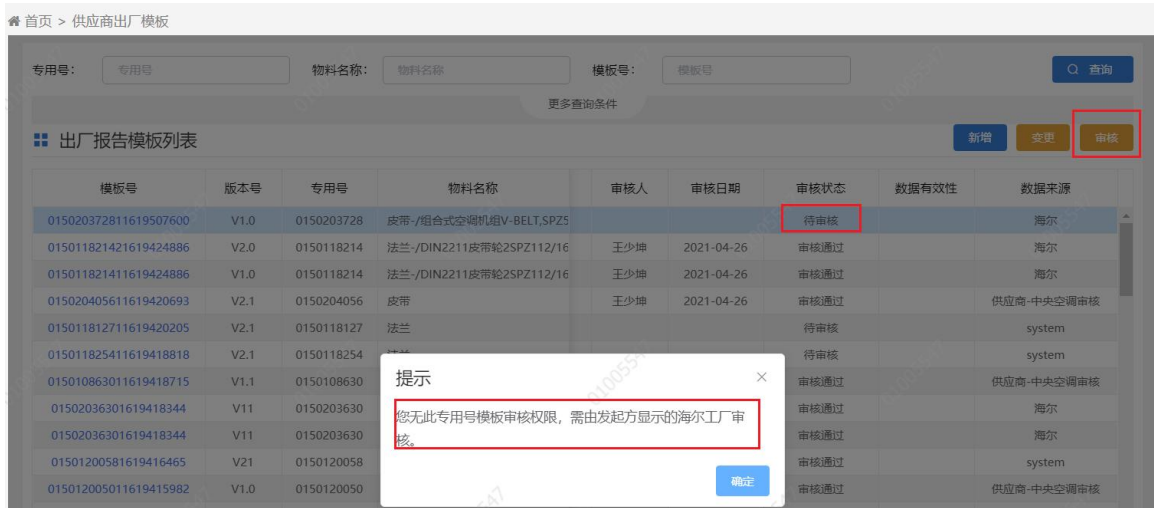 首页 > 供应商出厂模板
专用号: 专用号 物料名称: 物料名称 模板号: 模板号 查询
更多查询条件
出厂报告模板列表 新增 变更 审核
模板号 版本号 专用号 物料名称 审核人 审核日期 审核状态 数据有效性 数据来源
015020372811619507600 V1.0 0150203728 皮带-/组合式空调机组V-BELT,SPZ5 待审核 海尔
015011821421619424886 V2.0 0150118214 法兰-/DIN2211皮带轮2SPZ112/16 王少坤 2021-04-26 审核通过 海尔
015011821411619424886 V1.0 0150118214 法兰-/DIN2211皮带轮2SPZ112/16 王少坤 2021-04-26 审核通过 海尔
015020405611619420693 V2.1 0150204056 皮带 王少坤 2021-04-26 审核通过 供应商-中央空调审核
015011812711619420205 V2.1 0150118127 法兰 待审核 system
015011825411619418818 V2.1 0150118254 待审核 system
提示
015010863011619418715 V1.1 0150108630 审核通过 供应商-中央空调审核
01502036301619418344 V11 0150203630 审核通过 海尔
您无此专用号模板审核权限，需由发起方显示的海尔工厂审
核。
01502036301619418344 V11 0150203630 审核通过 海尔
01501200581619416465 V21 0150120058 审核通过 system
确定
015012005011619415982 V1.0 0150120050 审核通过 供应商-中央空调审核